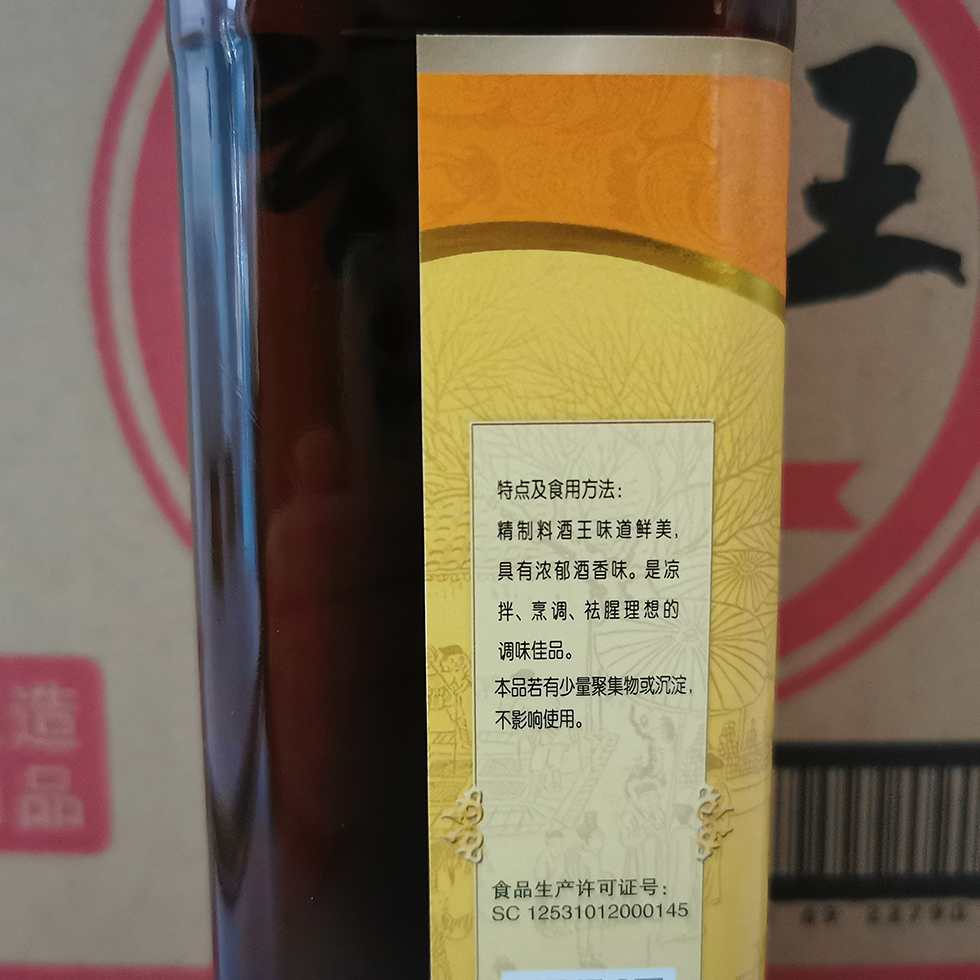 王
特点及食用方法：
精制料酒王味道鲜美，
具有浓郁酒香味。是凉
拌、烹调、祛腥理想的
调味佳品。
本品若有少量聚集物或沉淀，
不影响使用。
食品生产许可证号：
SC 12531012000145
造
品